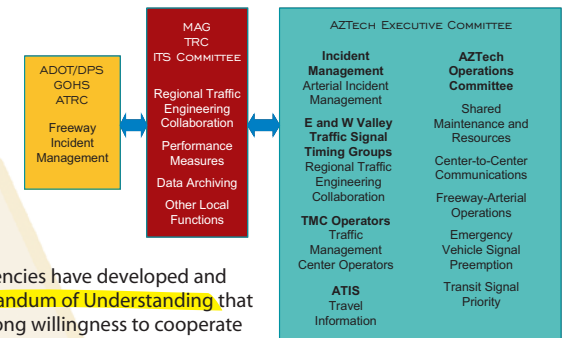 ADOT/DPS
GOHS
ATRC
Freeway
Incident
Management
MAG
TRC
ITS COMMITTEE
Regional Traffic
Engineering
Collaboration
Performance
Measures
Data Archiving
Other Local
Functions
AZTECH EXECUTIVE COMMITTEE
Incident
Management
Arterial Incident
Management
E and W Valley
Traffic Signal
Timing Groups
Regional Traffic
Engineering
Collaboration
TMC Operators
Traffic
Management
Center Operators
ATIS
Travel
Information
AZTech
Operations
Committee
Shared
Maintenance and
Resources
Center-to-Center
Communications
Freeway-Arterial
Operations
Emergency
Vehicle Signal
Preemption
Transit Signal
Priority
have developed and
of Understanding that
willingness to cooperate